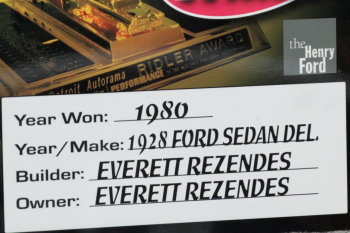 the
Henry
Ford
RIDLER AWARD
Detroit Autorama
PERFORMANCE
Year Won: 1980
Year/Make: 1928 FORD SEDAN DEL.
Builder: EVERETT REZENDES
Owner: EVERETT REZENDES